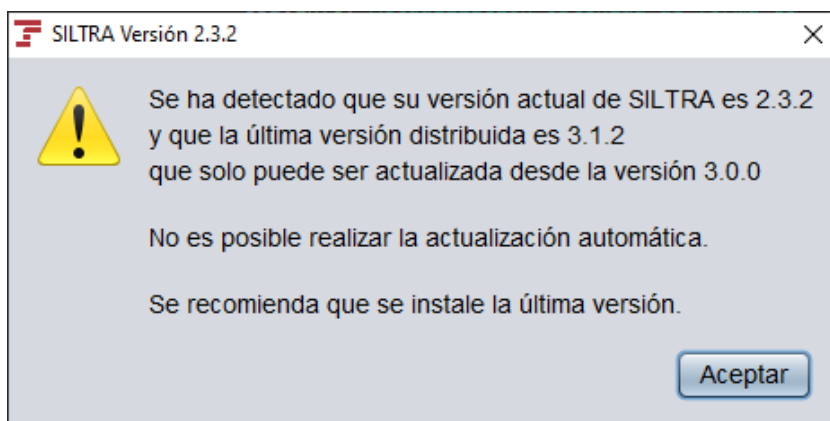 SILTRA Versión 2.3.2
Se ha detectado que su versión actual de SILTRA es 2.3.2
y que la última versión distribuida es 3.1.2
que solo puede ser actualizada desde la versión 3.0.0
No es posible realizar la actualización automática.
Se recomienda que se instale la última versión.
Aceptar